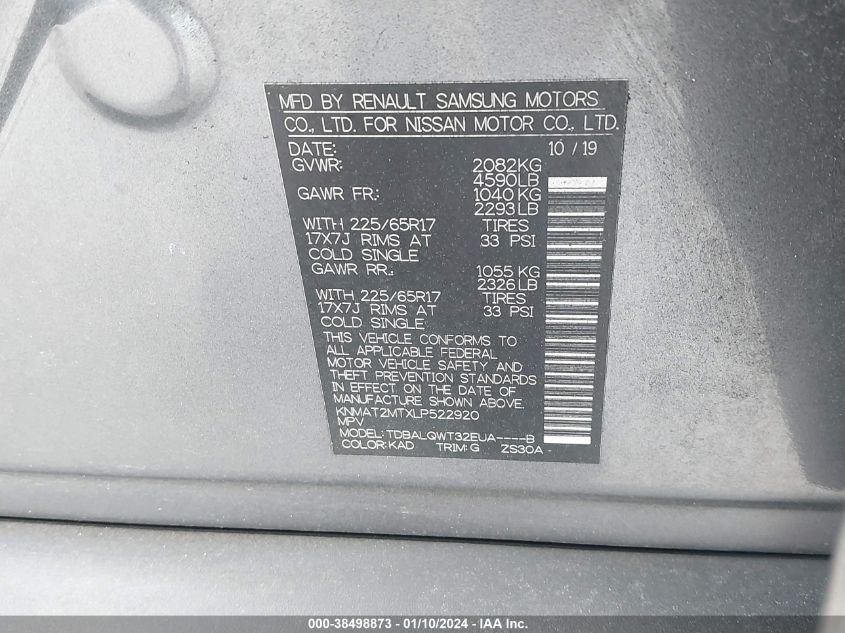 MFD BY RENAULT SAMSUNG MOTORS
CO., LTD. FOR NISSAN MOTOR CO., LTD.
DATE: 10 / 19
GVWR: 2082KG
4590LB
GAWR FR: 1040KG
2293LB
WITH 225/65R17 TIRES
17X7J RIMS AT 33 PSI
COLD SINGLE
GAWR RR.: 1055 KG
2326LB
WITH 225/65R17 TIRES
17X7J RIMS AT 33 PSI
COLD SINGLE
THIS VEHICLE CONFORMS TO
ALL APPLICABLE FEDERAL
MOTOR VEHICLE SAFETY AND
THEFT PREVENTION STANDARDS
IN EFFECT ON THE DATE OF
MANUFACTURE SHOWN ABOVE.
KNMAT2MTXLP522920
MPV
MODEL: TDBALQWT32EUA----B
COLOR: KAD TRIM: G ZS30A -
000-38498873 — 01/10/2024 — IAA Inc.